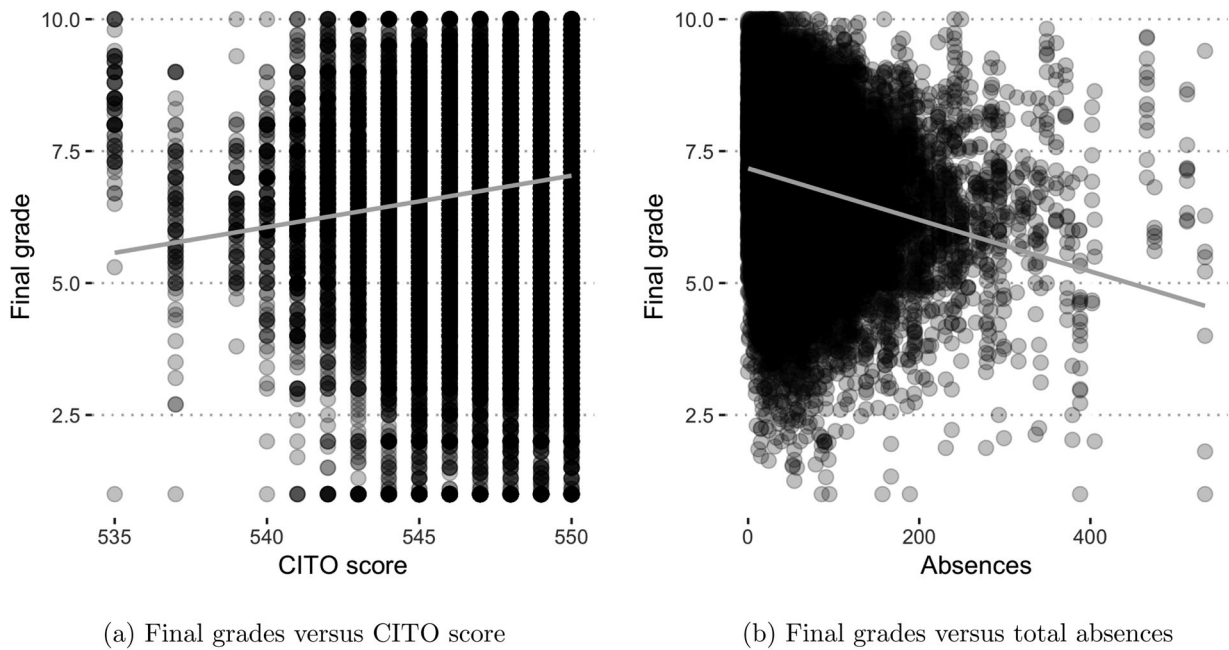 10.0
7.5
5.0
2.5
Final grade
535
540
545
550
CITO score
(a) Final grades versus CITO score
10.0
7.5
5.0
2.5
Final grade
0
200
400
Absences
(b) Final grades versus total absences